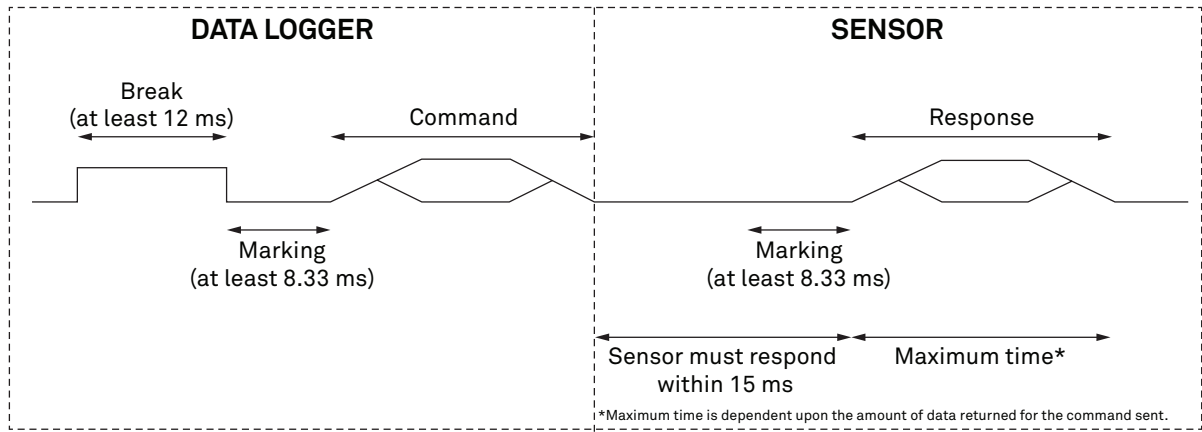 DATA LOGGER
Break
(at least 12 ms)
Command
Marking
(at least 8.33 ms)
SENSOR
Response
Marking
(at least 8.33 ms)
Sensor must respond
within 15 ms
Maximum time*
*Maximum time is dependent upon the amount of data returned for the command sent.